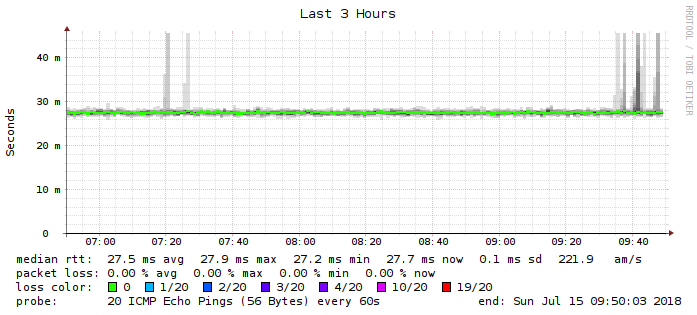 Last 3 Hours
RRDTOOL / TOBI OETIKER
Seconds
40 m
30 m
20 m
10 m
0
07:00 07:20 07:40 08:00 08:20 08:40 09:00 09:20 09:40
median rtt: 27.5 ms avg 27.9 ms max 27.2 ms min 27.7 ms now 0.1 ms sd 221.9 am/s
packet loss: 0.00 % avg 0.00 % max 0.00 % min 0.00 % now
loss color: 0 1/20 2/20 3/20 4/20 10/20 19/20
probe: 20 ICMP Echo Pings (56 Bytes) every 60s end: Sun Jul 15 09:50:03 2018